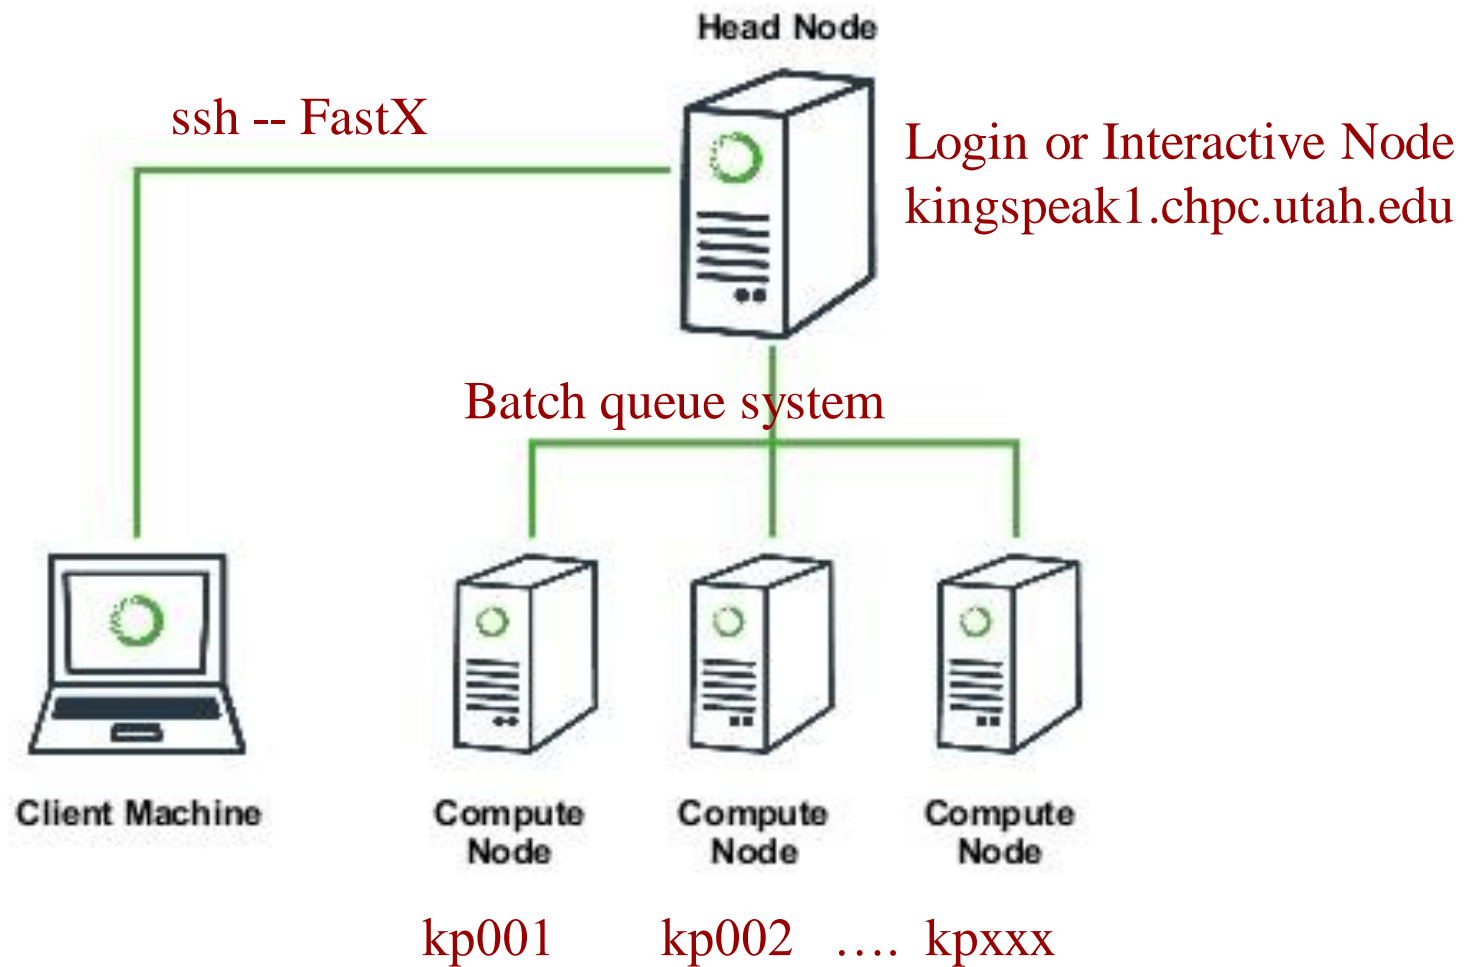 Head Node
ssh -- FastX
Login or Interactive Node
kingspeak1.chpc.utah.edu
Batch queue system
Client Machine
Compute Node
Compute Node
Compute Node
kp001 kp002 .... kpxxx